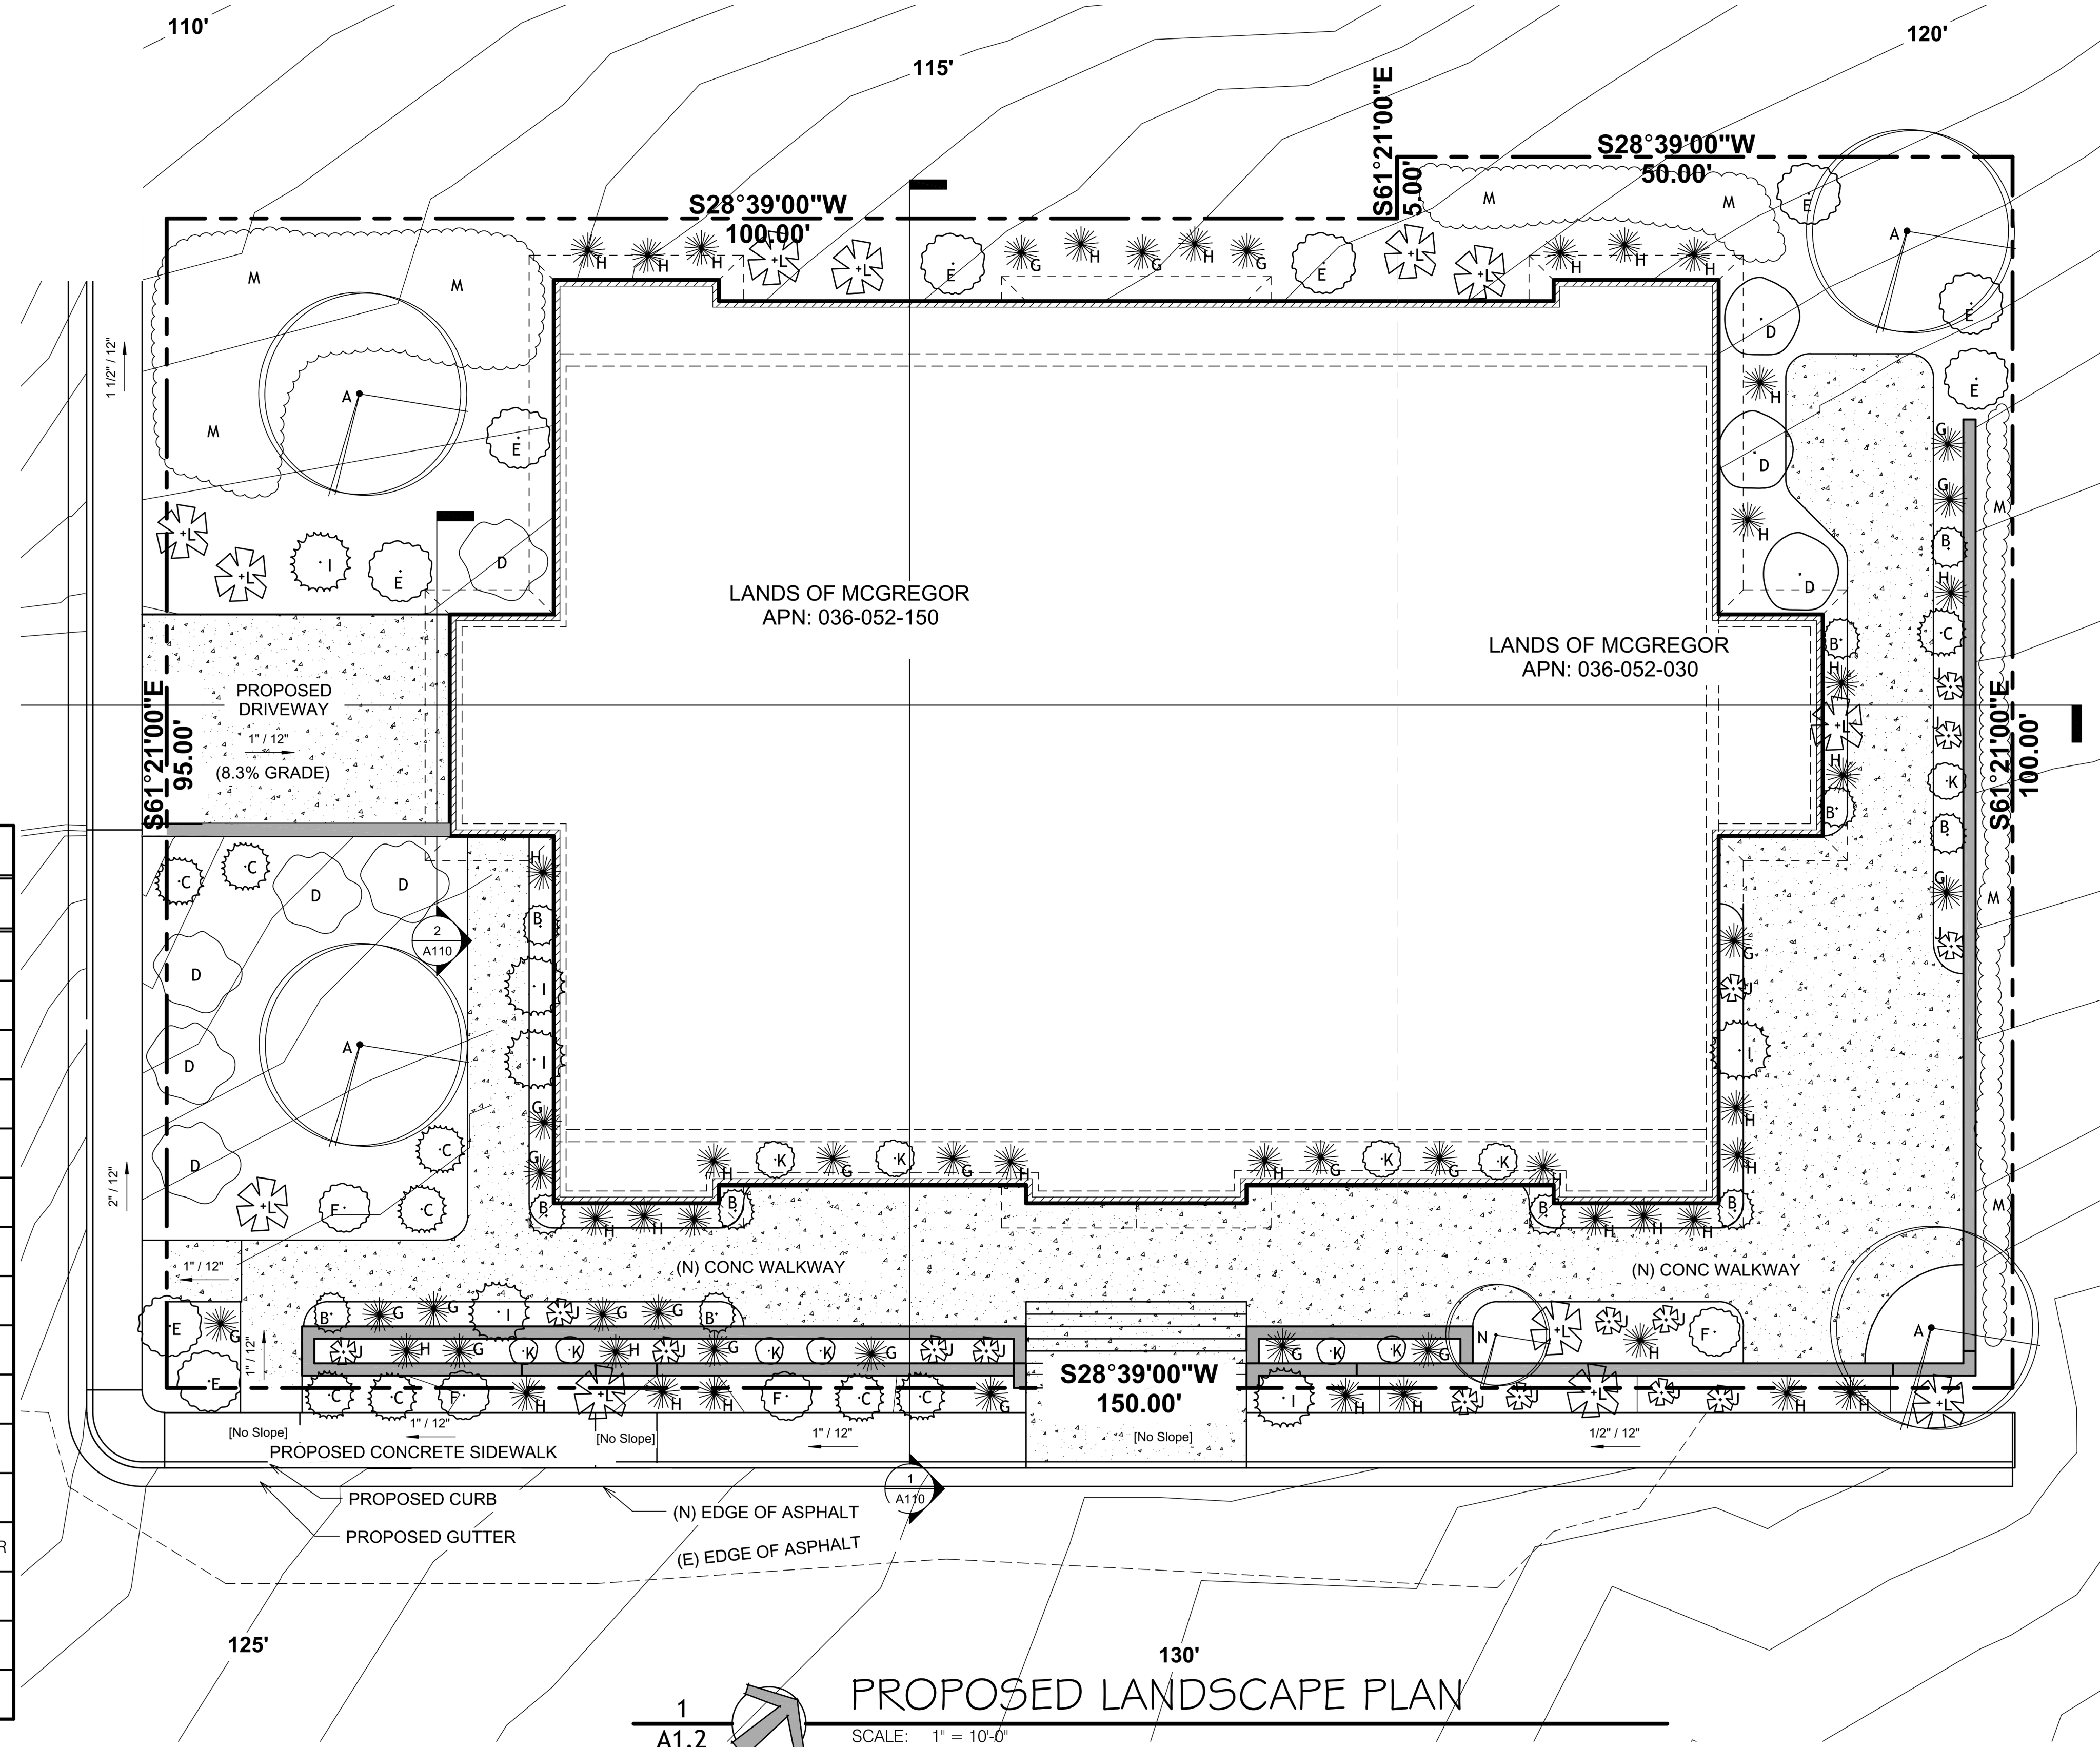 110'
115'
120'
S61°21'00"E
5.00'
S28°39'00"W
50.00'
S28°39'00"W
100.00'
M
M
E
A
H
H
H
+L
+L
E
G
H
G
H
G
E
+L
+L
H
H
H
E
M
M
M
A
E
D
H
D
H
D
E
1 1/2" / 12"
+L
+L
I
E
D
G
G
B
H
C
J
J
K
B
G
J
M
M
M
LANDS OF MCGREGOR
APN: 036-052-150
LANDS OF MCGREGOR
APN: 036-052-030
B
H
+L
H
B
PROPOSED
DRIVEWAY
1" / 12"
(8.3% GRADE)
S61°21'00"E
95.00'
S61°21'00"E
100.00'
C
C
D
D
D
D
D
A
C
+L
F
C
2
A110
H
B
I
I
G
G
B
H
H
H
B
G
J
I
H
H
B
H
H
H
B
H
K
G
K
G
H
H
G
K
G
K
H
2" / 12"
1" / 12"
(N) CONC WALKWAY
(N) CONC WALKWAY
E
G
B
G
G
I
J
G
G
B
N
+L
J
J
H
F
A
J
H
G
K
K
H
J
G
K
K
G
J
J
G
K
K
G
1" / 12"
E
C
C
F
H
+L
H
H
F
C
C
G
I
H
H
J
J
+L
J
J
H
H
+L
S28°39'00"W
150.00'
[No Slope]
1" / 12"
[No Slope]
1" / 12"
[No Slope]
1/2" / 12"
PROPOSED CONCRETE SIDEWALK
PROPOSED CURB
PROPOSED GUTTER
(N) EDGE OF ASPHALT
(E) EDGE OF ASPHALT
1
A110
R
125'
130'
1
A1.2
PROPOSED LANDSCAPE PLAN
SCALE: 1" = 10'-0"